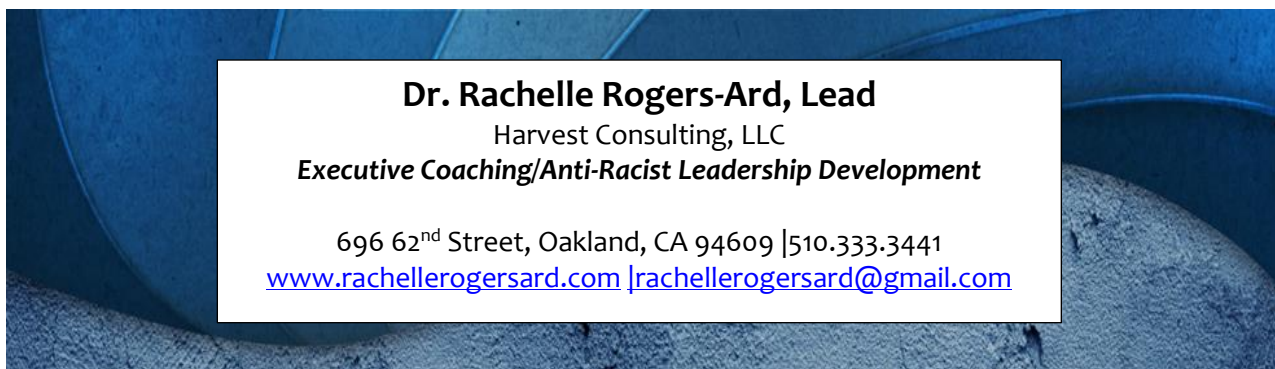 Dr. Rachelle Rogers-Ard, Lead
Harvest Consulting, LLC
Executive Coaching/Anti-Racist Leadership Development
696 62nd Street, Oakland, CA 94609 |510.333.3441
www.rachellerogersard.com |rachellerogersard@gmail.com